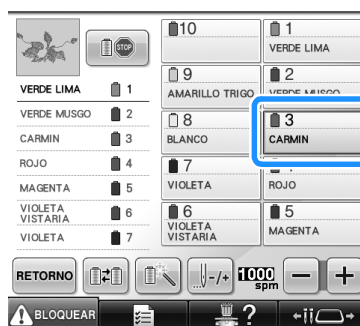 STOP
VERDE LIMA 1
VERDE MUSGO 2
CARMIN 3
ROJO 4
MAGENTA 5
VIOLETA VISTARIA 6
VIOLETA 7
10
1
VERDE LIMA
9
AMARILLO TRIGO
2
VERDE MUSGO
8
BLANCO
3
CARMIN
7
VIOLETA
ROJO
6
VIOLETA
VISTARIA
5
MAGENTA
RETORNO
-/+
1000
spm
- +
BLOQUEAR
?